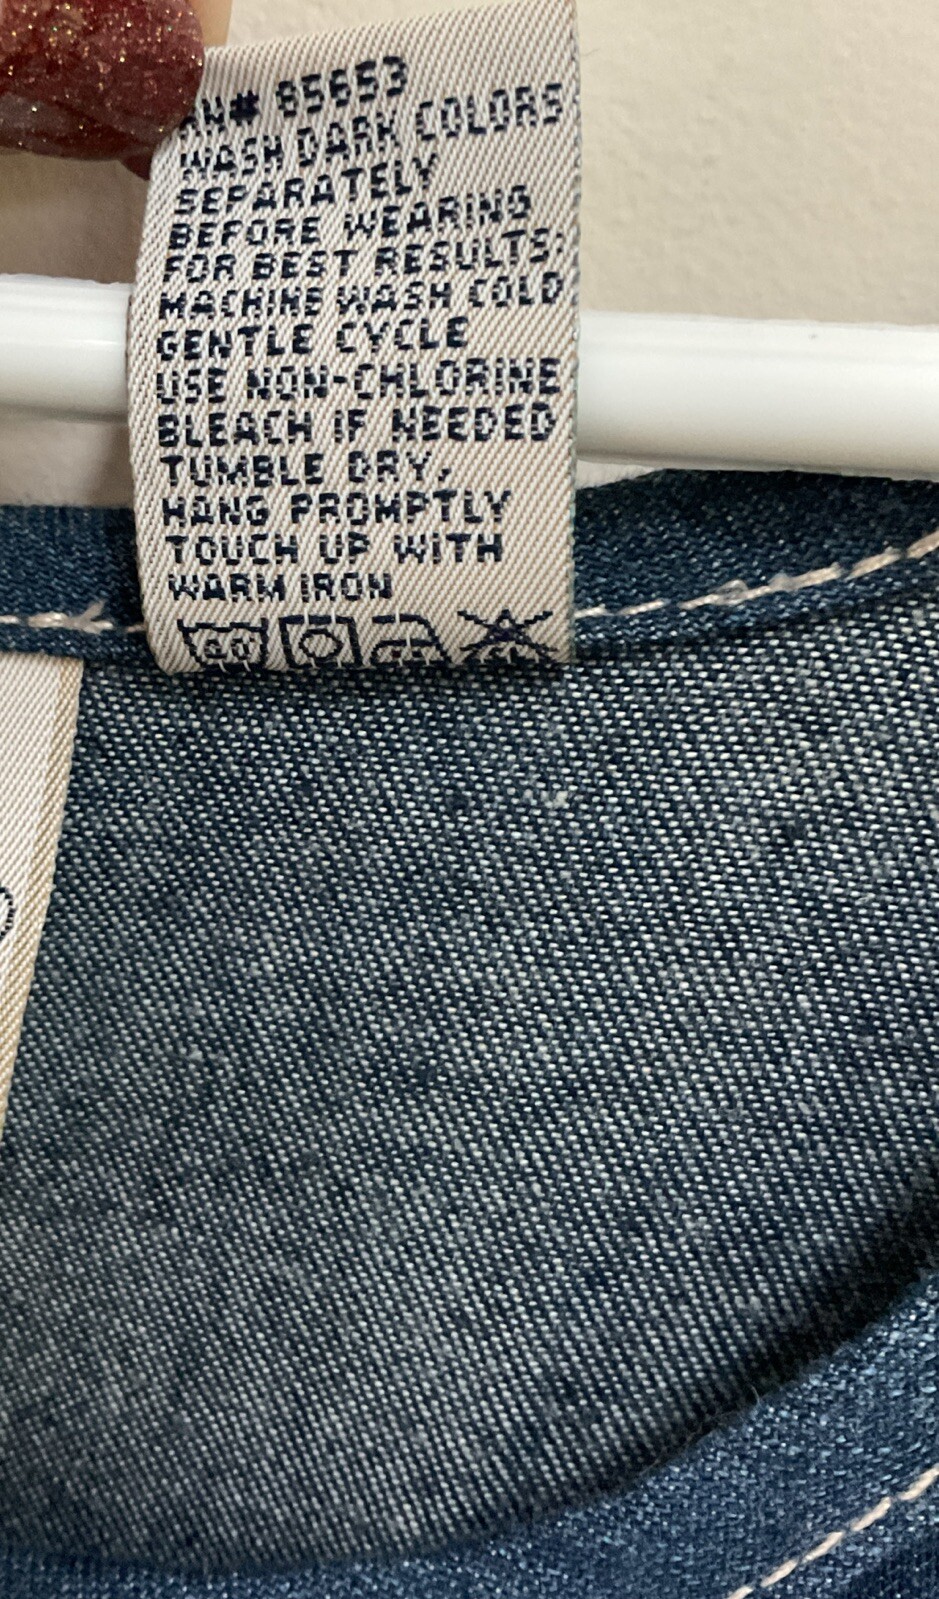 RN# 85653
WASH DARK COLORS
SEPARATELY
BEFORE WEARING
FOR BEST RESULTS:
MACHINE WASH COLD
GENTLE CYCLE
USE NON-CHLORINE
BLEACH IF NEEDED
TUMBLE DRY,
HANG PROMPTLY
TOUCH UP WITH
WARM IRON